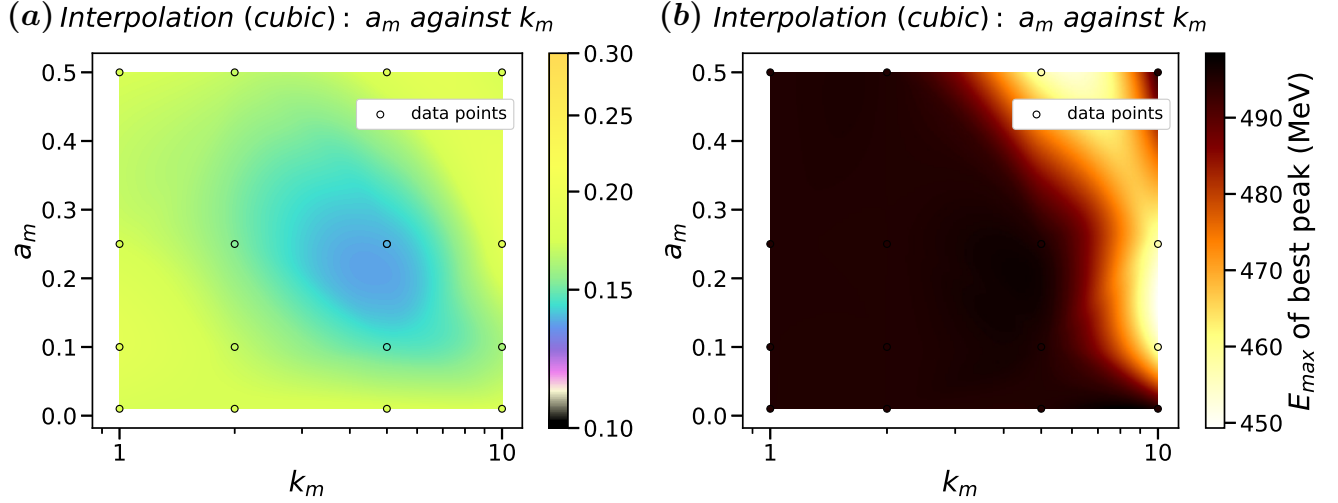 (a) Interpolation (cubic) : a_m against k_m
0.5
0.4
0.3
0.2
0.1
0.0
a_m
data points
1
10
k_m
0.30
0.25
0.20
0.15
0.10
(b) Interpolation (cubic) : a_m against k_m
0.5
0.4
0.3
0.2
0.1
0.0
a_m
data points
1
10
k_m
490
480
470
460
450
E_max of best peak (MeV)